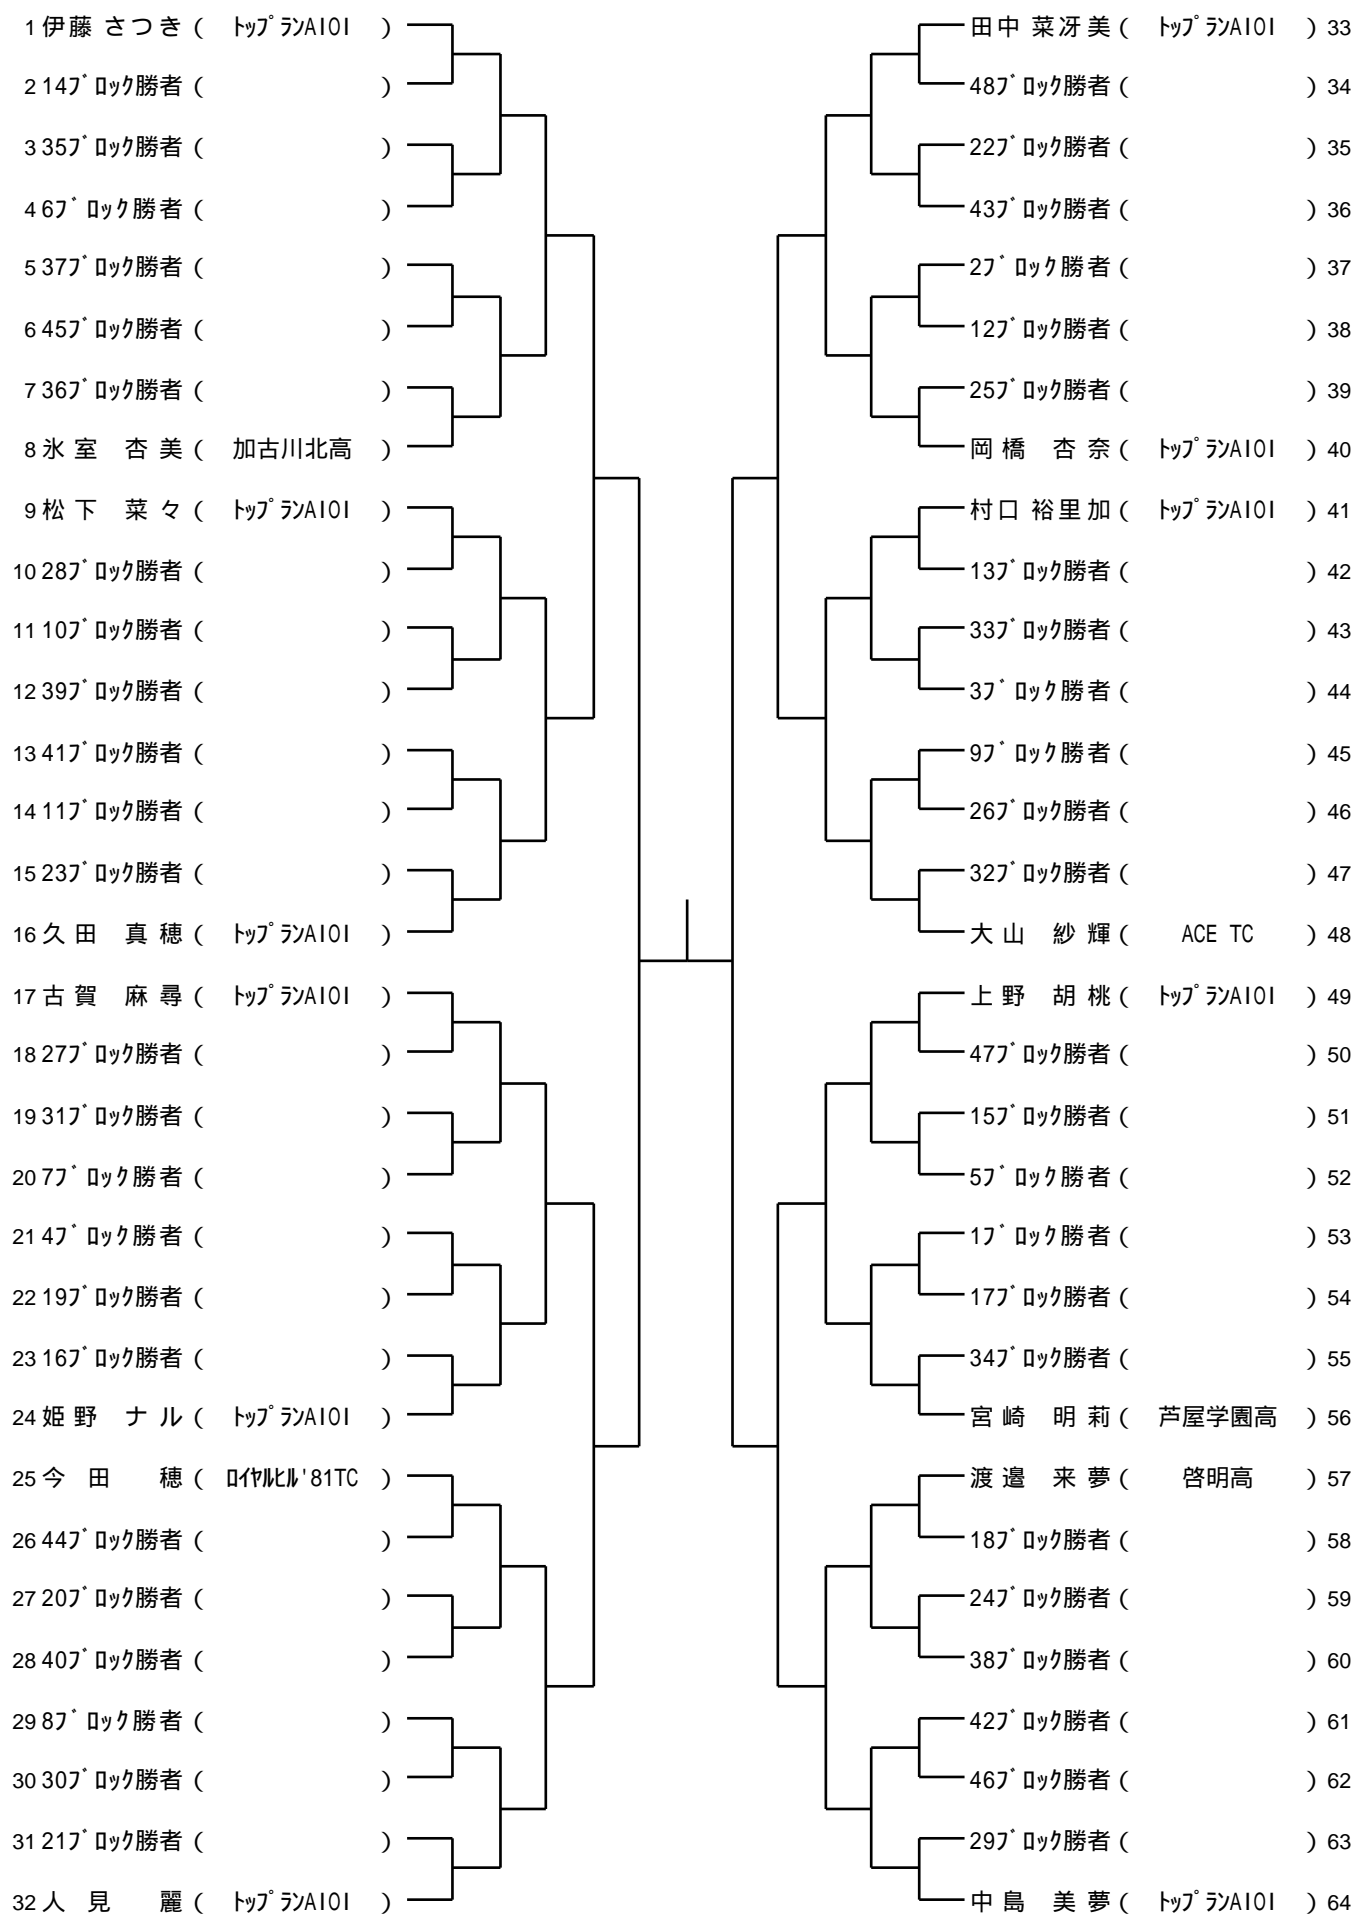 1 伊藤 さつき ( ﾄｯﾌﾟﾗﾝAIOI )
2 14ﾌﾞﾛｯｸ勝者 ( )
3 35ﾌﾞﾛｯｸ勝者 ( )
4 6ﾌﾞﾛｯｸ勝者 ( )
5 37ﾌﾞﾛｯｸ勝者 ( )
6 45ﾌﾞﾛｯｸ勝者 ( )
7 36ﾌﾞﾛｯｸ勝者 ( )
8 氷室 杏美 ( 加古川北高 )
9 松下 菜々 ( ﾄｯﾌﾟﾗﾝAIOI )
10 28ﾌﾞﾛｯｸ勝者 ( )
11 10ﾌﾞﾛｯｸ勝者 ( )
12 39ﾌﾞﾛｯｸ勝者 ( )
13 41ﾌﾞﾛｯｸ勝者 ( )
14 11ﾌﾞﾛｯｸ勝者 ( )
15 23ﾌﾞﾛｯｸ勝者 ( )
16 久田 真穂 ( ﾄｯﾌﾟﾗﾝAIOI )
17 古賀 麻尋 ( ﾄｯﾌﾟﾗﾝAIOI )
18 27ﾌﾞﾛｯｸ勝者 ( )
19 31ﾌﾞﾛｯｸ勝者 ( )
20 7ﾌﾞﾛｯｸ勝者 ( )
21 4ﾌﾞﾛｯｸ勝者 ( )
22 19ﾌﾞﾛｯｸ勝者 ( )
23 16ﾌﾞﾛｯｸ勝者 ( )
24 姫野 ナル ( ﾄｯﾌﾟﾗﾝAIOI )
25 今田 穂 ( ﾛｲﾔﾙﾋﾙ'81TC )
26 44ﾌﾞﾛｯｸ勝者 ( )
27 20ﾌﾞﾛｯｸ勝者 ( )
28 40ﾌﾞﾛｯｸ勝者 ( )
29 8ﾌﾞﾛｯｸ勝者 ( )
30 30ﾌﾞﾛｯｸ勝者 ( )
31 21ﾌﾞﾛｯｸ勝者 ( )
32 人見 麗 ( ﾄｯﾌﾟﾗﾝAIOI )
田中 菜冴美 ( ﾄｯﾌﾟﾗﾝAIOI ) 33
48ﾌﾞﾛｯｸ勝者 ( ) 34
22ﾌﾞﾛｯｸ勝者 ( ) 35
43ﾌﾞﾛｯｸ勝者 ( ) 36
2ﾌﾞﾛｯｸ勝者 ( ) 37
12ﾌﾞﾛｯｸ勝者 ( ) 38
25ﾌﾞﾛｯｸ勝者 ( ) 39
岡橋 杏奈 ( ﾄｯﾌﾟﾗﾝAIOI ) 40
村口 裕里加 ( ﾄｯﾌﾟﾗﾝAIOI ) 41
13ﾌﾞﾛｯｸ勝者 ( ) 42
33ﾌﾞﾛｯｸ勝者 ( ) 43
3ﾌﾞﾛｯｸ勝者 ( ) 44
9ﾌﾞﾛｯｸ勝者 ( ) 45
26ﾌﾞﾛｯｸ勝者 ( ) 46
32ﾌﾞﾛｯｸ勝者 ( ) 47
大山 紗輝 ( ACE TC ) 48
上野 胡桃 ( ﾄｯﾌﾟﾗﾝAIOI ) 49
47ﾌﾞﾛｯｸ勝者 ( ) 50
15ﾌﾞﾛｯｸ勝者 ( ) 51
5ﾌﾞﾛｯｸ勝者 ( ) 52
1ﾌﾞﾛｯｸ勝者 ( ) 53
17ﾌﾞﾛｯｸ勝者 ( ) 54
34ﾌﾞﾛｯｸ勝者 ( ) 55
宮崎 明莉 ( 芦屋学園高 ) 56
渡邉 来夢 ( 啓明高 ) 57
18ﾌﾞﾛｯｸ勝者 ( ) 58
24ﾌﾞﾛｯｸ勝者 ( ) 59
38ﾌﾞﾛｯｸ勝者 ( ) 60
42ﾌﾞﾛｯｸ勝者 ( ) 61
46ﾌﾞﾛｯｸ勝者 ( ) 62
29ﾌﾞﾛｯｸ勝者 ( ) 63
中島 美夢 ( ﾄｯﾌﾟﾗﾝAIOI ) 64